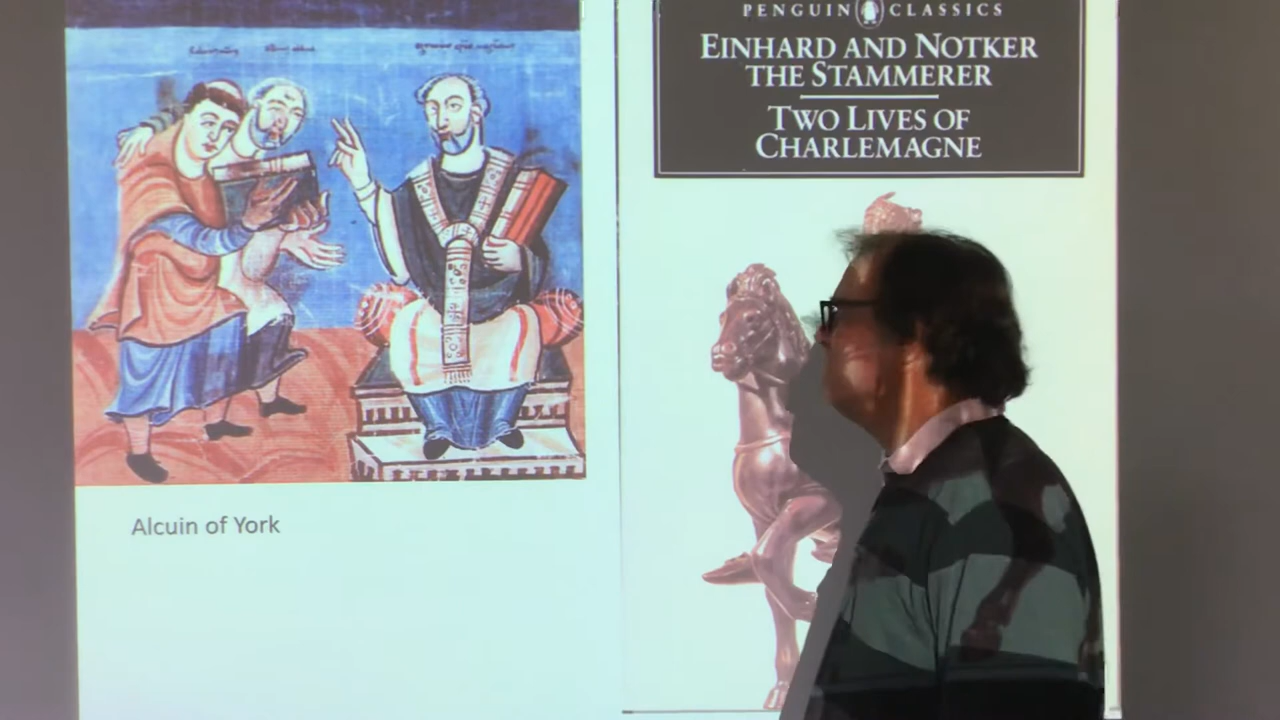 Alcuin of York
PENGUIN CLASSICS
EINHARD AND NOTKER
THE STAMMERER
TWO LIVES OF
CHARLEMAGNE